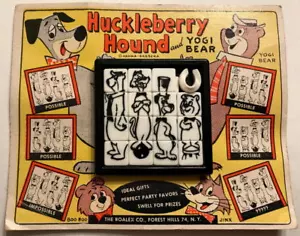 Huckleberry
Hound and YOGI
BEAR
© HANNA-BARBERA
YOGI
BEAR
POSSIBLE
POSSIBLE
POSSIBLE
POSSIBLE
IMPOSSIBLE
?????
IDEAL GIFTS
PERFECT PARTY FAVORS
SWELL FOR PRIZES
BOO BOO
JINX
THE ROALEX CO., FOREST HILLS 74, N.Y.